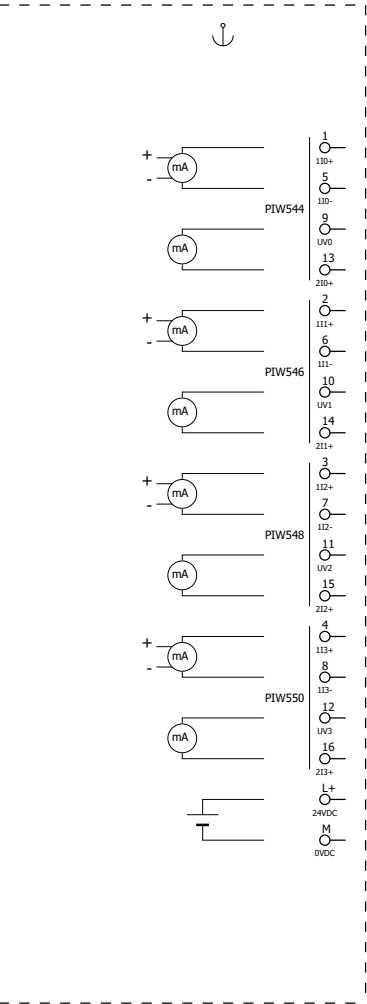 1
+
mA
1I0+
-
5
1I0-
PIW544
9
UV0
mA
13
2I0+
2
+
mA
1I1+
-
6
1I1-
PIW546
10
UV1
mA
14
2I1+
3
+
mA
1I2+
-
7
1I2-
PIW548
11
UV2
mA
15
2I2+
4
+
mA
1I3+
-
8
1I3-
PIW550
12
UV3
mA
16
2I3+
L+
24VDC
M
0VDC